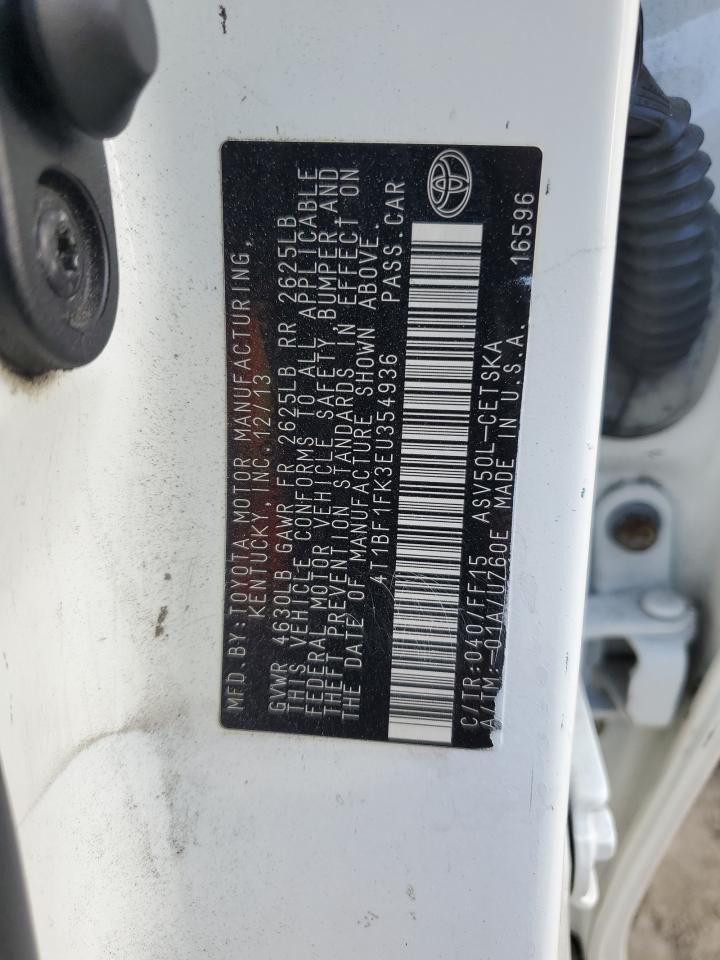 MFD.BY:TOYOTA MOTOR MANUFACTURING,
KENTUCKY, INC. 12/13
GVWR 4630LB GAWR FR 2625LB RR 2625LB
THIS VEHICLE CONFORMS TO ALL APPLICABLE
FEDERAL MOTOR VEHICLE SAFETY, BUMPER AND
THEFT PREVENTION STANDARDS IN EFFECT ON
THE DATE OF MANUFACTURE SHOWN ABOVE.
4T1BF1FK3EU354936 PASS.CAR
C/TR:040/FF15 ASV50L-CETSKA
A/TM:-01A/U760E MADE IN U.S.A. 16596